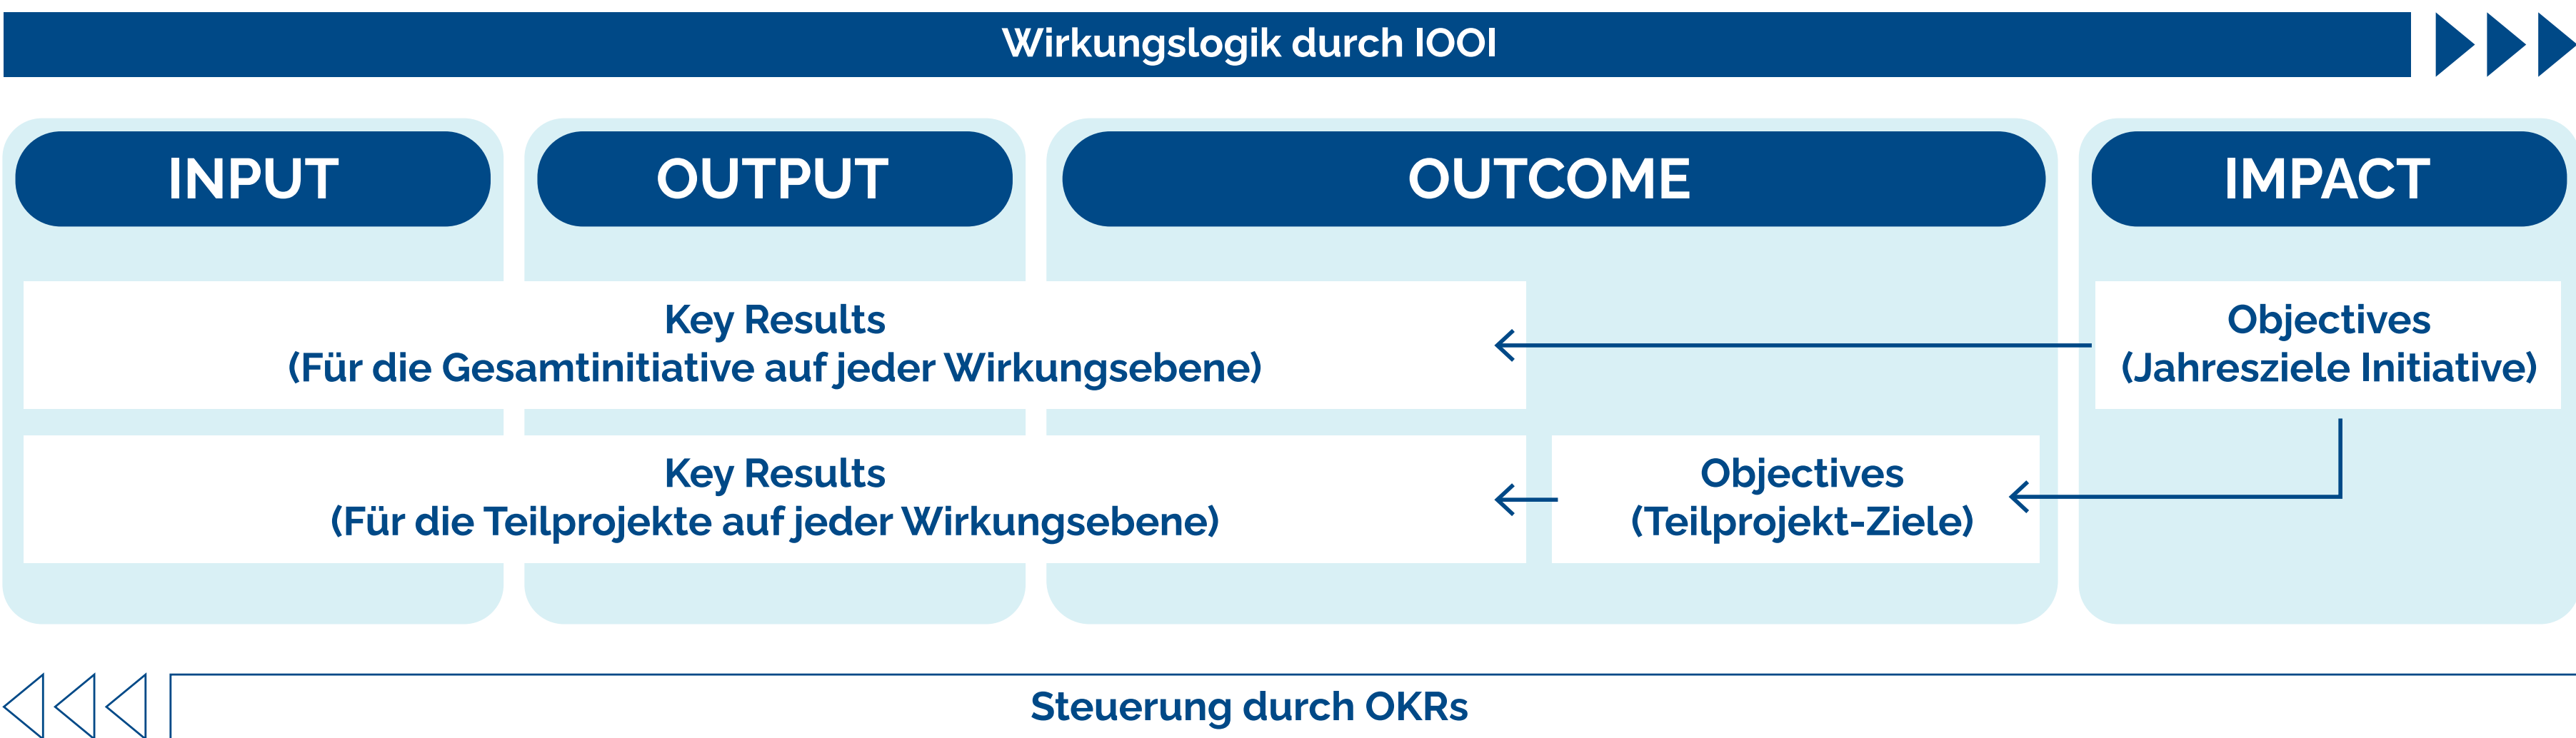 Wirkungslogik durch IOOI
INPUT
OUTPUT
OUTCOME
IMPACT
Key Results
(Für die Gesamtinitiative auf jeder Wirkungsebene)
Objectives
(Jahresziele Initiative)
Key Results
(Für die Teilprojekte auf jeder Wirkungsebene)
Objectives
(Teilprojekt-Ziele)
Steuerung durch OKRs